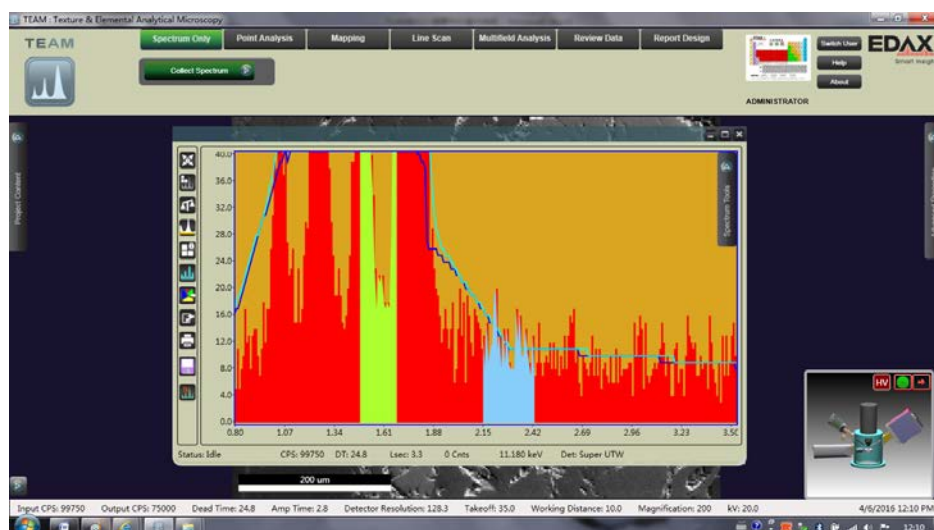 TEAM : Texture & Elemental Analytical Microscopy
TEAM
Spectrum Only Point Analysis Mapping Line Scan Multifield Analysis Review Data Report Design
Collect Spectrum
Switch User
Help
About
EDAX
ADMINISTRATOR
Project Content
Spectrum Tools
40.0
36.0
32.0
28.0
24.0
20.0
16.0
12.0
8.0
4.0
0.0
0.80 1.07 1.34 1.61 1.88 2.15 2.42 2.69 2.96 3.23 3.50
Status: Idle CPS: 99750 DT: 24.8 Lsec: 3.3 0 Cnts 11.180 keV Det: Super UTW
200 um
HV
Input CPS: 99750 Output CPS: 75000 Dead Time: 24.8 Amp Time: 2.8 Detector Resolution: 128.3 Takeoff: 35.0 Working Distance: 10.0 Magnification: 200 kV: 20.0 4/6/2016 12:10 PM
12:10